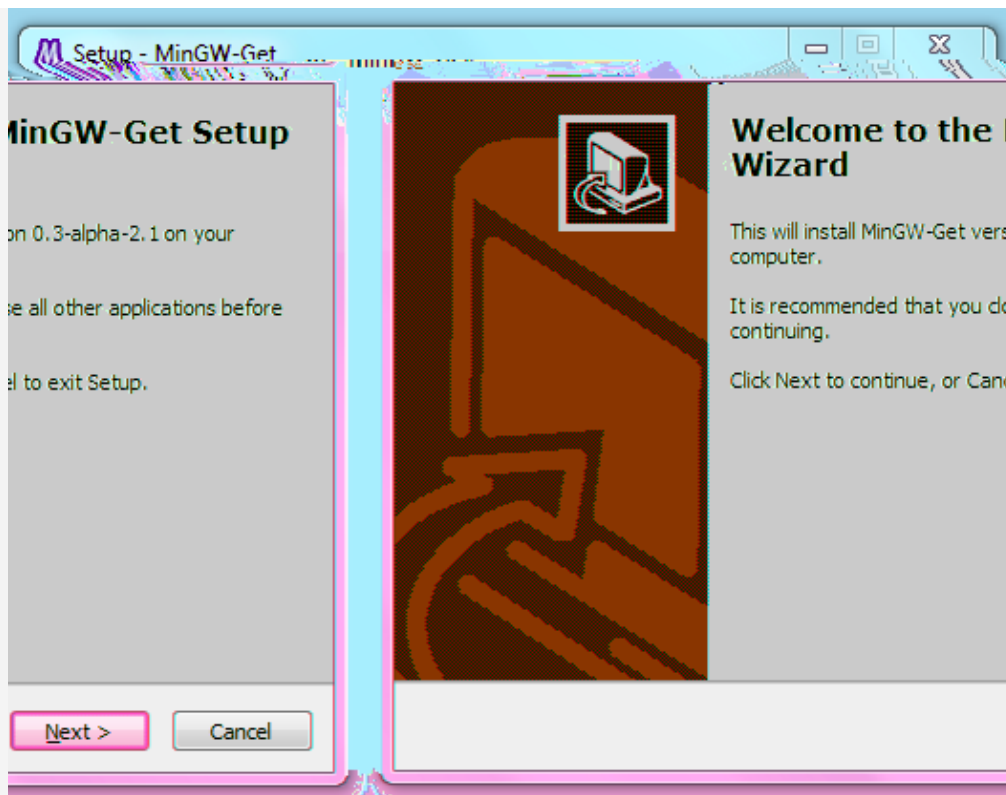 Setup - MinGW-Get
MinGW-Get Setup
on 0.3-alpha-2.1 on your
se all other applications before
el to exit Setup.
Next >
Cancel
Welcome to the
Wizard
This will install MinGW-Get vers
computer.
It is recommended that you clo
continuing.
Click Next to continue, or Canc